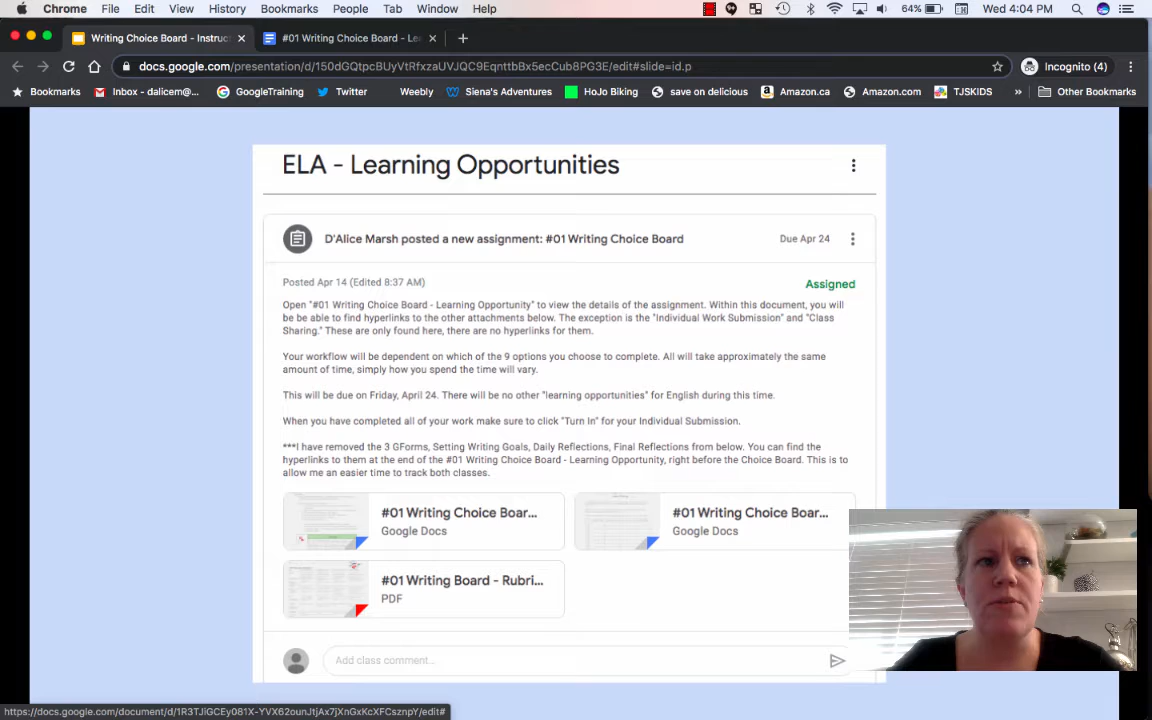 Chrome File Edit View Bookmarks People Tab Window Help 64% Wed 4:04 PM
Writing Choice Board - Instruc #01 Writing Choice Board - Le
docs.google.com/presentation/d/150dGQtpcBUyVtRfxzaUVJQC9EqnttbBx5ecCub8PG3E/edit#slide=id.p Incognito (4)
Bookmarks Inbox - dalicem@... GoogleTraining Twitter Weebly Siena's Adventures HoJo Biking save on delicious Amazon.ca Amazon.com TJSKIDS » Other Bookmarks
ELA - Learning Opportunities
D'Alice Marsh posted a new assignment: #01 Writing Choice Board Due Apr 24
Posted Apr 14 (Edited 8:37 AM) Assigned
Open "#01 Writing Choice Board - Learning Opportunity" to view the details of the assignment. Within this document, you will
be be able to find hyperlinks to the other attachments below. The exception is the "Individual Work Submission" and "Class
Sharing." These are only found here, there are no hyperlinks for them.
Your workflow will be dependent on which of the 9 options you choose to complete. All will take approximately the same
amount of time, simply how you spend the time will vary.
This will be due on Friday, April 24. There will be no other "learning opportunities" for English during this time.
When you have completed all of your work make sure to click "Turn In" for your Individual Submission.
***I have removed the 3 GForms, Setting Writing Goals, Daily Reflections, Final Reflections from below. You can find the
hyperlinks to them at the end of the #01 Writing Choice Board - Learning Opportunity, right before the Choice Board. This is to
allow me an easier time to track both classes.
#01 Writing Choice Boar... #01 Writing Choice Boar...
Google Docs Google Docs
#01 Writing Board - Rubri...
PDF
Add class comment...
https://docs.google.com/document/d/1R3TJiGCEy081X-YVX62ounJtjAx7jXnGxKcXFCsznpY/edit#